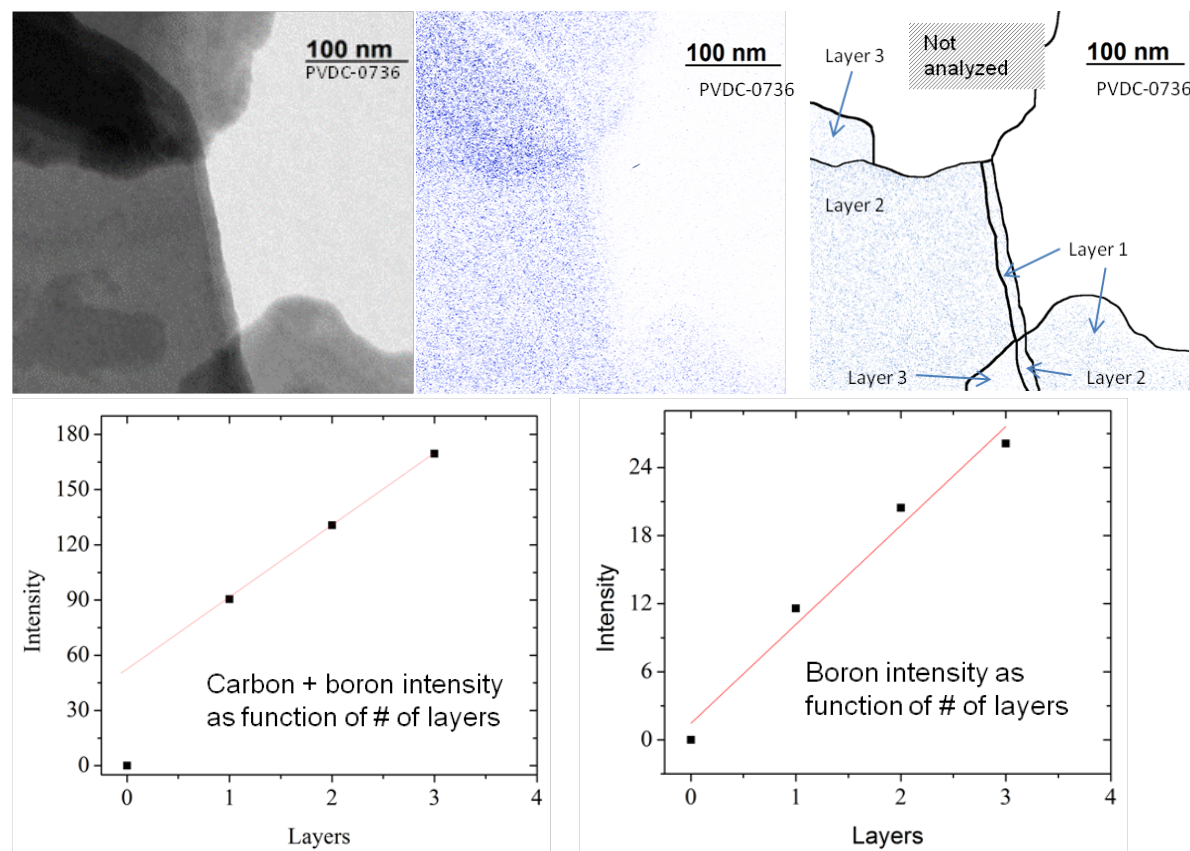 100 nm
PVDC-0736
100 nm
PVDC-0736
Layer 3
Not
analyzed
100 nm
PVDC-0736
Layer 2
Layer 1
Layer 3
Layer 2
180
150
120
90
60
30
0
Intensity
Carbon + boron intensity
as function of # of layers
0 1 2 3 4
Layers
24
18
12
6
0
Intensity
Boron intensity as
function of # of layers
0 1 2 3 4
Layers